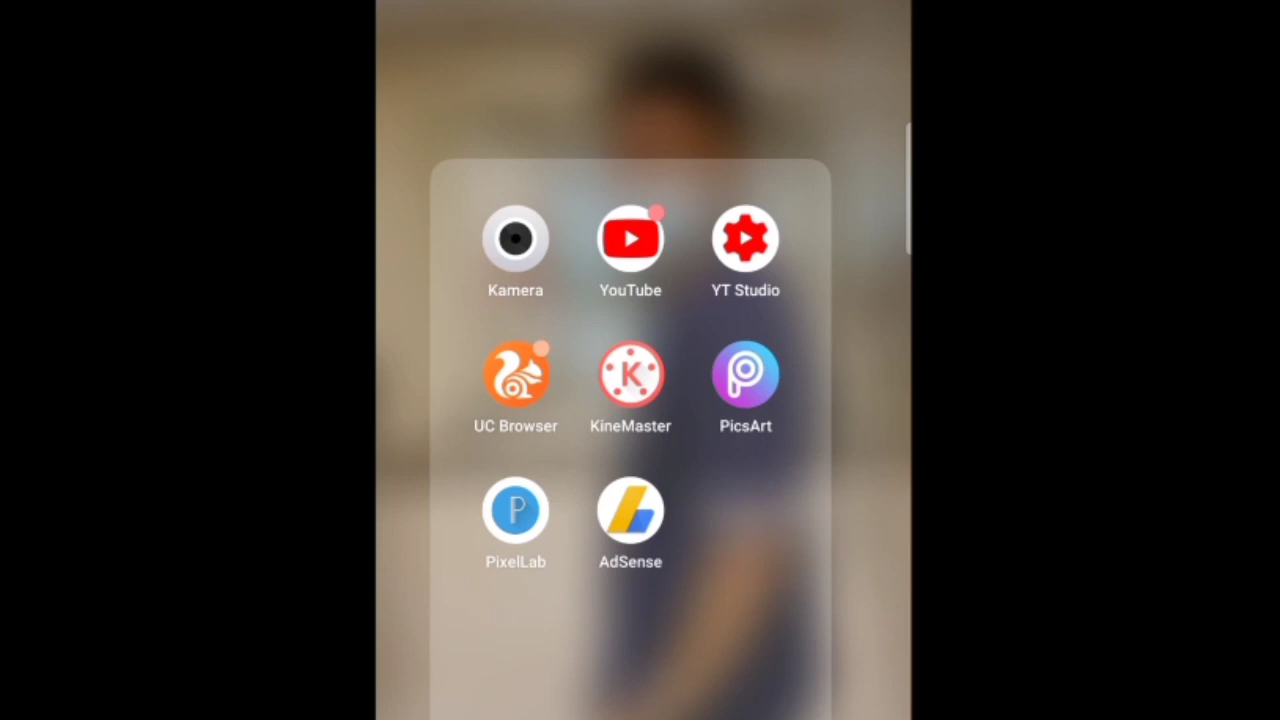 Kamera
YouTube
YT Studio
UC Browser
KineMaster
PicsArt
PixelLab
AdSense